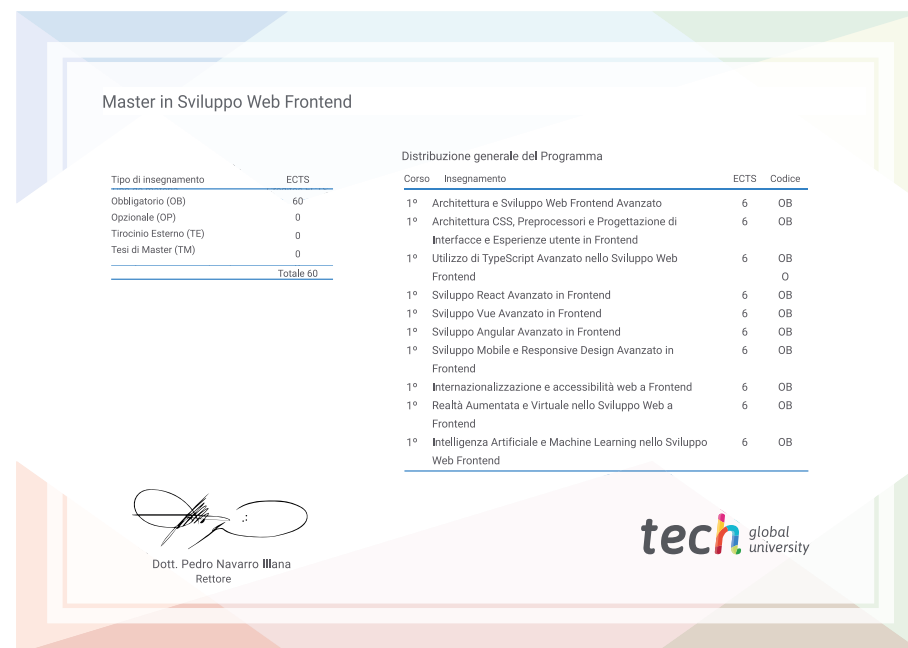 Master in Sviluppo Web Frontend
Tipo di insegnamento ECTS
Obbligatorio (OB) 60
Opzionale (OP) 0
Tirocinio Esterno (TE) 0
Tesi di Master (TM) 0
Totale 60
Distribuzione generale del Programma
Corso Insegnamento ECTS Codice
1º Architettura e Sviluppo Web Frontend Avanzato 6 OB
1º Architettura CSS, Preprocessori e Progettazione di 6 OB
Interfacce e Esperienze utente in Frontend
1º Utilizzo di TypeScript Avanzato nello Sviluppo Web 6 OB
Frontend O
1º Sviluppo React Avanzato in Frontend 6 OB
1º Sviluppo Vue Avanzato in Frontend 6 OB
1º Sviluppo Angular Avanzato in Frontend 6 OB
1º Sviluppo Mobile e Responsive Design Avanzato in 6 OB
Frontend
1º Internazionalizzazione e accessibilità web a Frontend 6 OB
1º Realtà Aumentata e Virtuale nello Sviluppo Web a 6 OB
Frontend
1º Intelligenza Artificiale e Machine Learning nello Sviluppo 6 OB
Web Frontend
Dott. Pedro Navarro Illana
Rettore
tech global
university